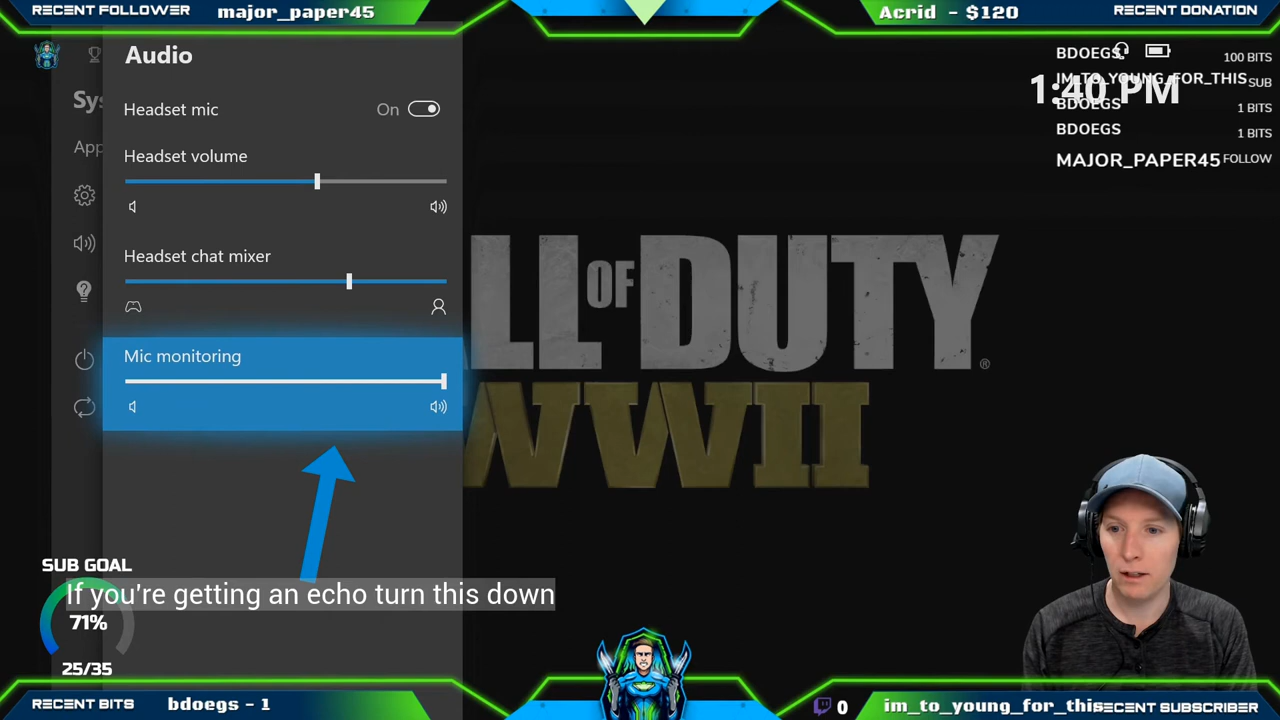 RECENT FOLLOWER major_paper45
Acrid - $120 RECENT DONATION
Audio
BDOEGS 100 BITS
IM_TO_YOUNG_FOR_THIS SUB
1:40 PM
BDOEGS 1 BITS
BDOEGS 1 BITS
MAJOR_PAPER45 FOLLOW
Sys
App
Headset mic On
Headset volume
Headset chat mixer
Mic monitoring
ALL OF DUTY®
WWII
SUB GOAL
If you're getting an echo turn this down
71%
25/35
RECENT BITS bdoegs - 1
0 im_to_young_for_this RECENT SUBSCRIBER